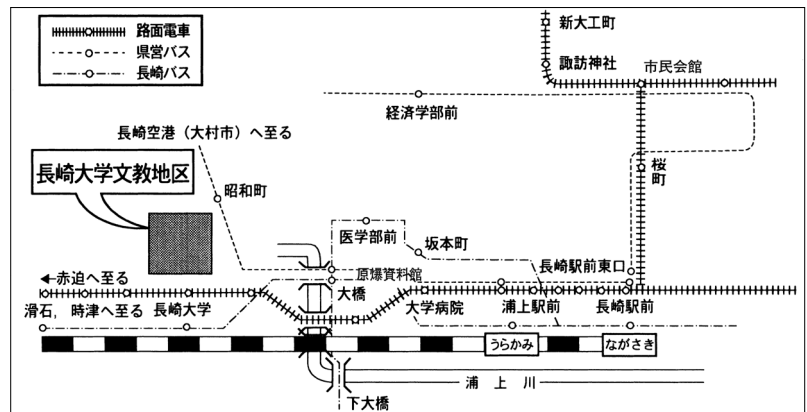 路面電車
県営バス
長崎バス
新大工町
諏訪神社
市民会館
経済学部前
長崎空港（大村市）へ至る
長崎大学文教地区
昭和町
桜町
医学部前
坂本町
原爆資料館
長崎駅前東口
←赤迫へ至る
大橋
滑石，時津へ至る
長崎大学
大学病院
浦上駅前
長崎駅前
うらかみ
ながさき
浦上川
下大橋